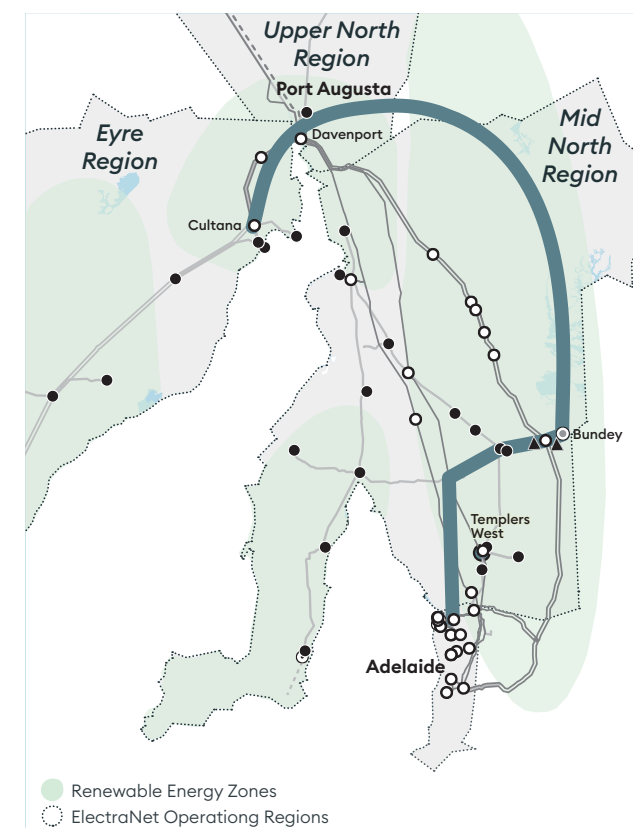 Upper North
Region
Port Augusta
Davenport
Eyre
Region
Mid
North
Region
Cultana
Bundey
Templers
West
Adelaide
Renewable Energy Zones
ElectraNet Operationg Regions